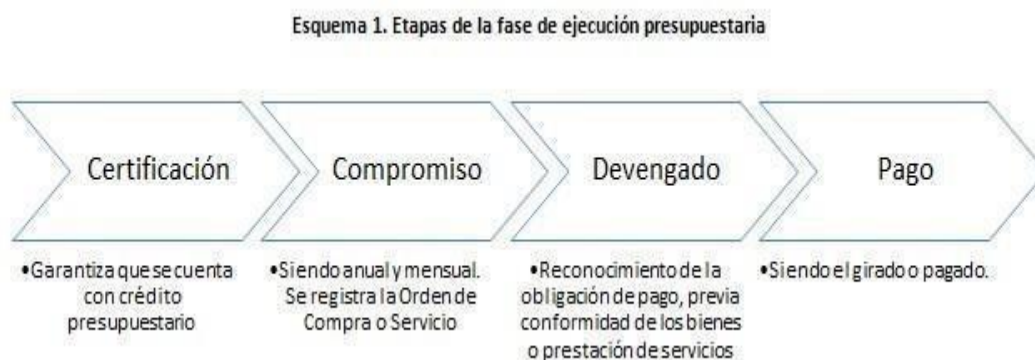 Esquema 1. Etapas de la fase de ejecución presupuestaria
Certificación
Compromiso
Devengado
Pago
•Garantiza que se cuenta
con crédito
presupuestario
•Siendo anual y mensual.
Se registra la Orden de
Compra o Servicio
•Reconocimiento de la
obligación de pago, previa
conformidad de los bienes
o prestación de servicios
•Siendo el girado o pagado.